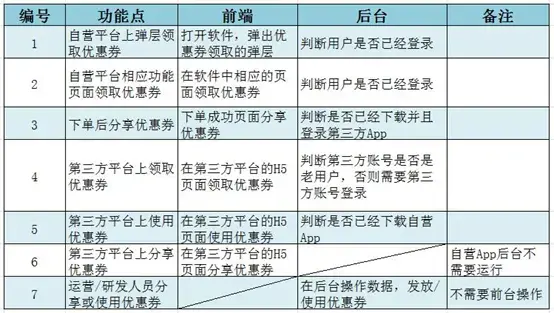 编号 功能点 前端 后台 备注
1 自营平台上弹层领取优惠券 打开软件，弹出优惠券领取的弹层 判断用户是否已经登录
2 自营平台相应功能页面领取优惠券 在软件中相应的页面领取优惠券 判断用户是否已经登录
3 下单后分享优惠券 下单成功页面分享优惠券 判断是否已经下载并且登录第三方App
4 第三方平台上领取优惠券 在第三方平台的H5页面领取优惠券 判断第三方账号是否是老用户，否则需要第三方账号登录
5 第三方平台上使用优惠券 在第三方平台的H5页面使用优惠券 判断是否已经下载自营App
6 第三方平台上分享优惠券 在第三方平台的H5页面分享优惠券 自营App后台不需要运行
7 运营/研发人员分享或使用优惠券 在后台操作数据，发放/使用优惠券 不需要前台操作